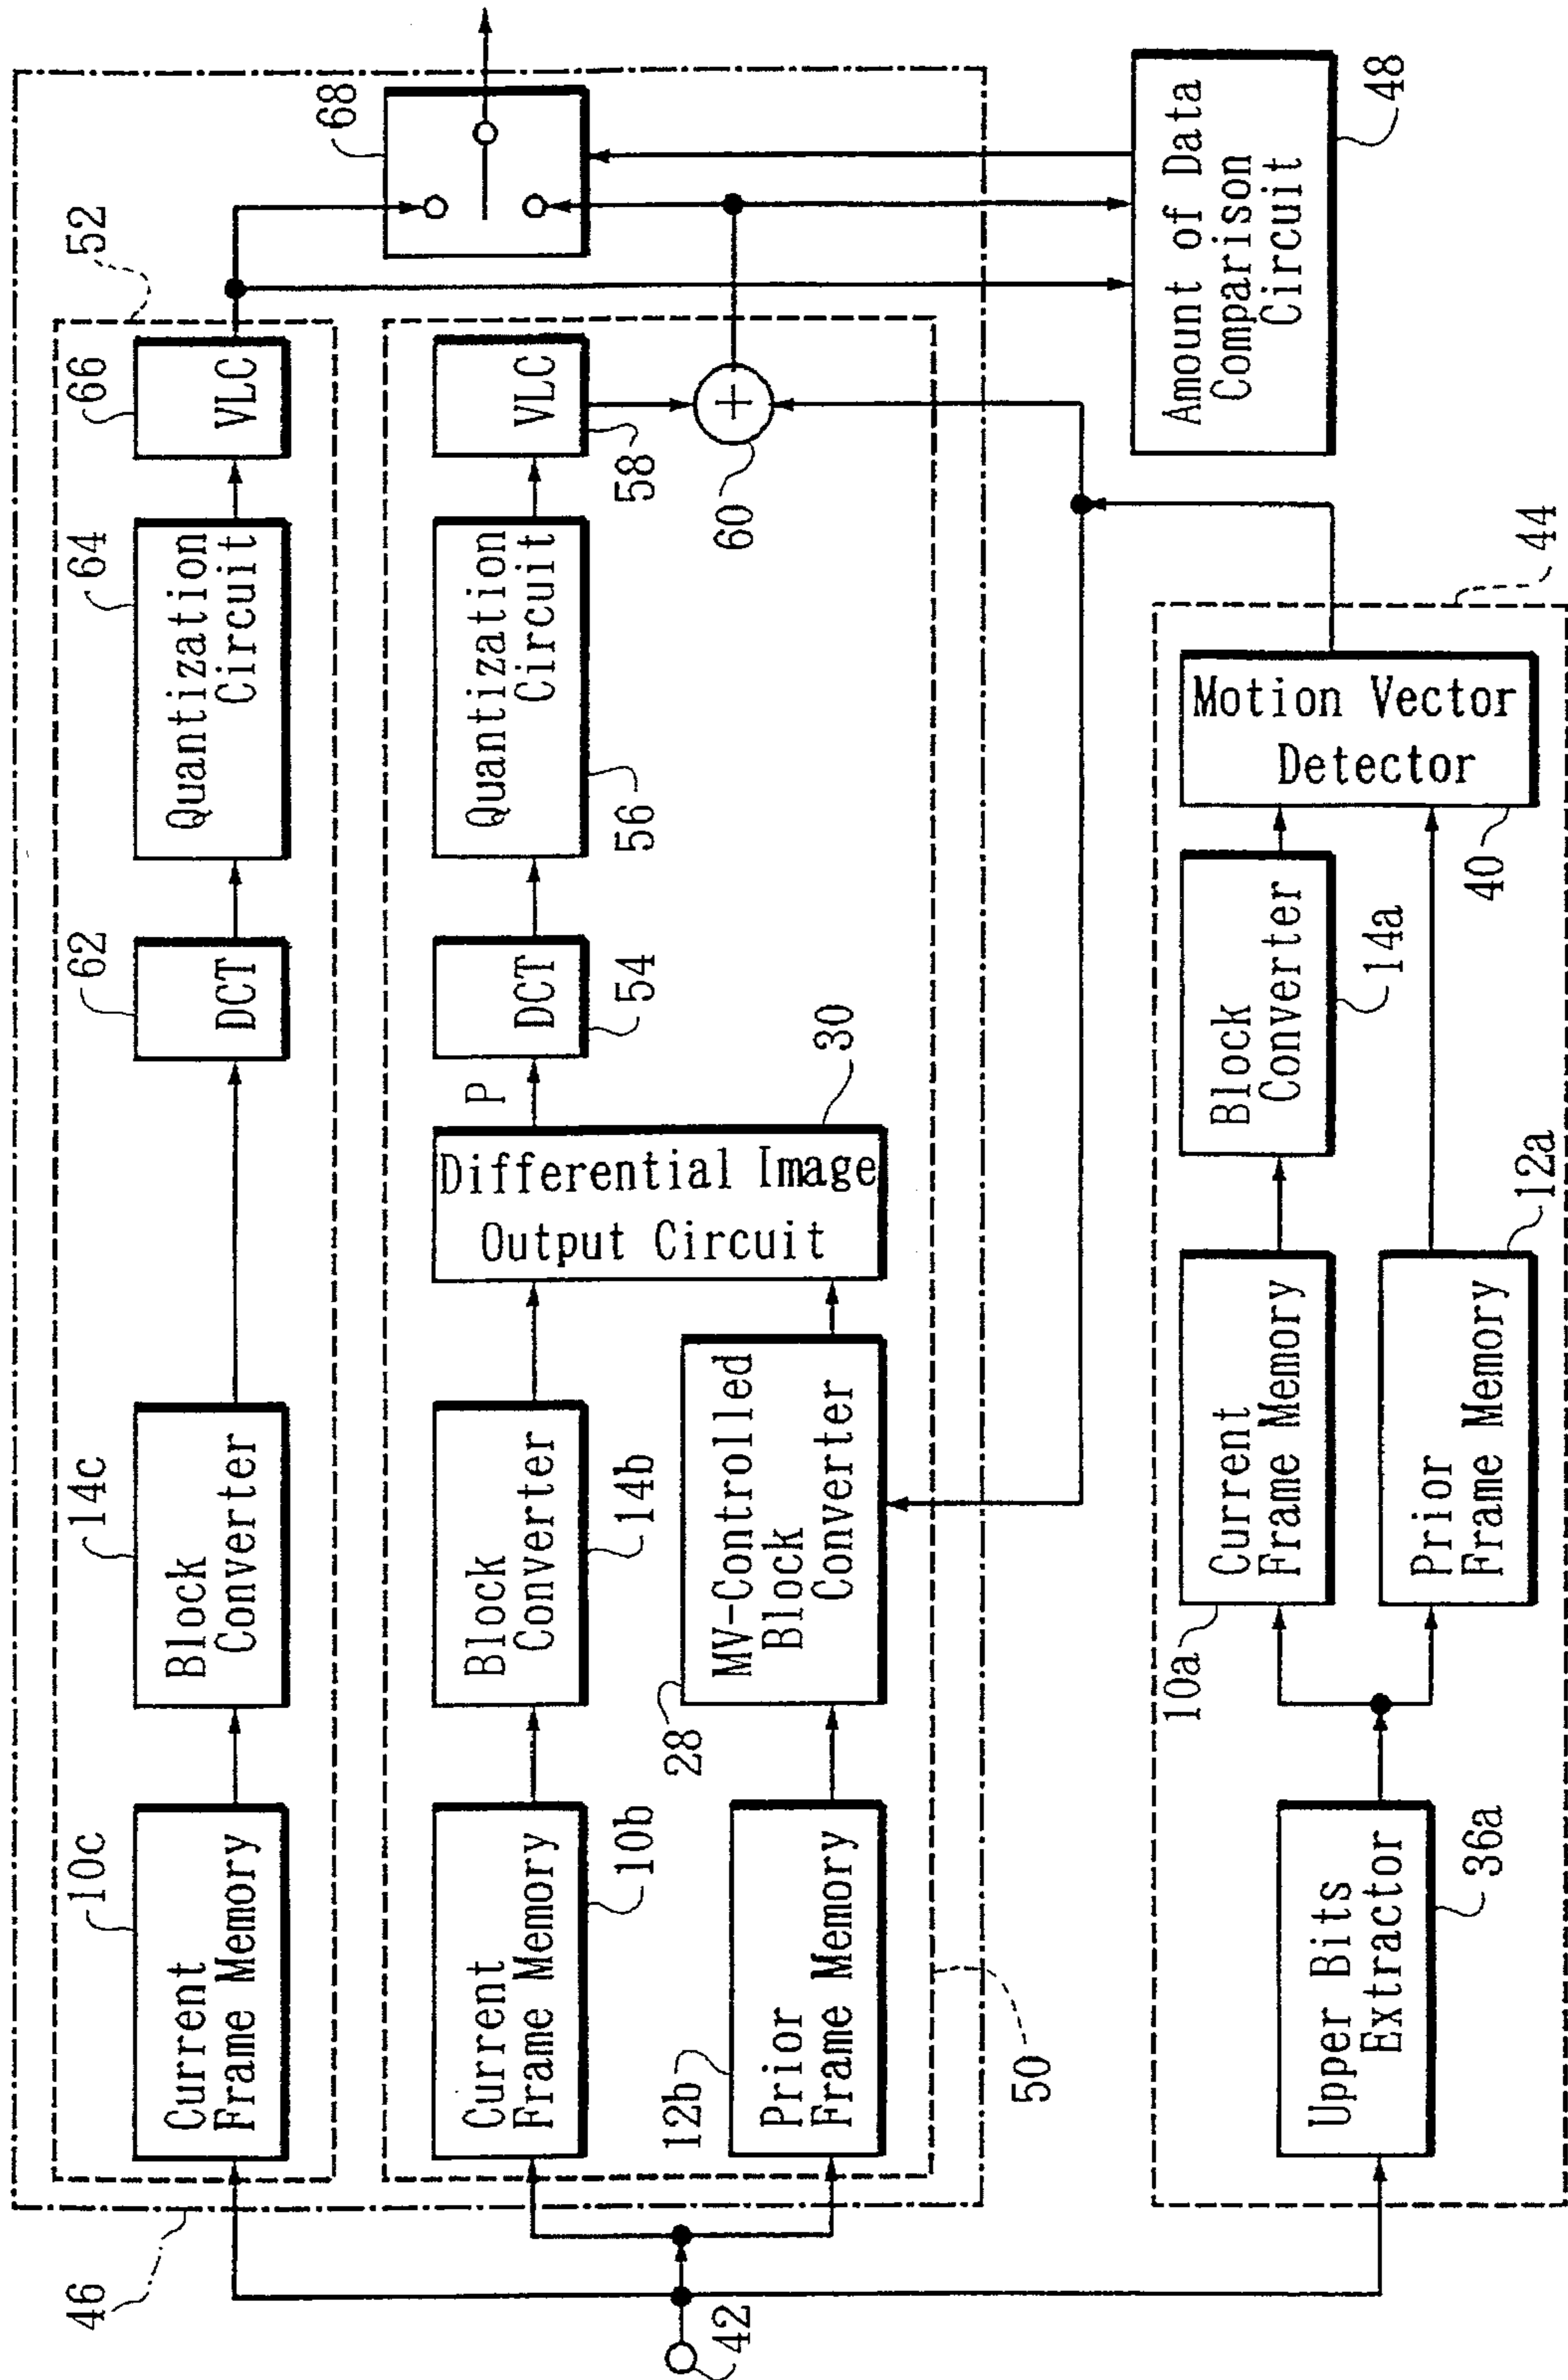 46
42
10c
Current
Frame Memory
14c
Block
Converter
62
DCT
64
Quantization
Circuit
66
VLC
52
68
Current
Frame Memory
10b
Block
Converter
14b
Differential Image
Output Circuit
30
P
DCT
54
Quantization
Circuit
56
VLC
58
+
60
12b
Prior
Frame Memory
28
MV-Controlled
Block
Converter
50
Amount of Data
Comparison
Circuit
48
44
Upper Bits
Extractor
36a
10a
Current
Frame Memory
Prior
Frame Memory
12a
Block
Converter
14a
Motion Vector
Detector
40